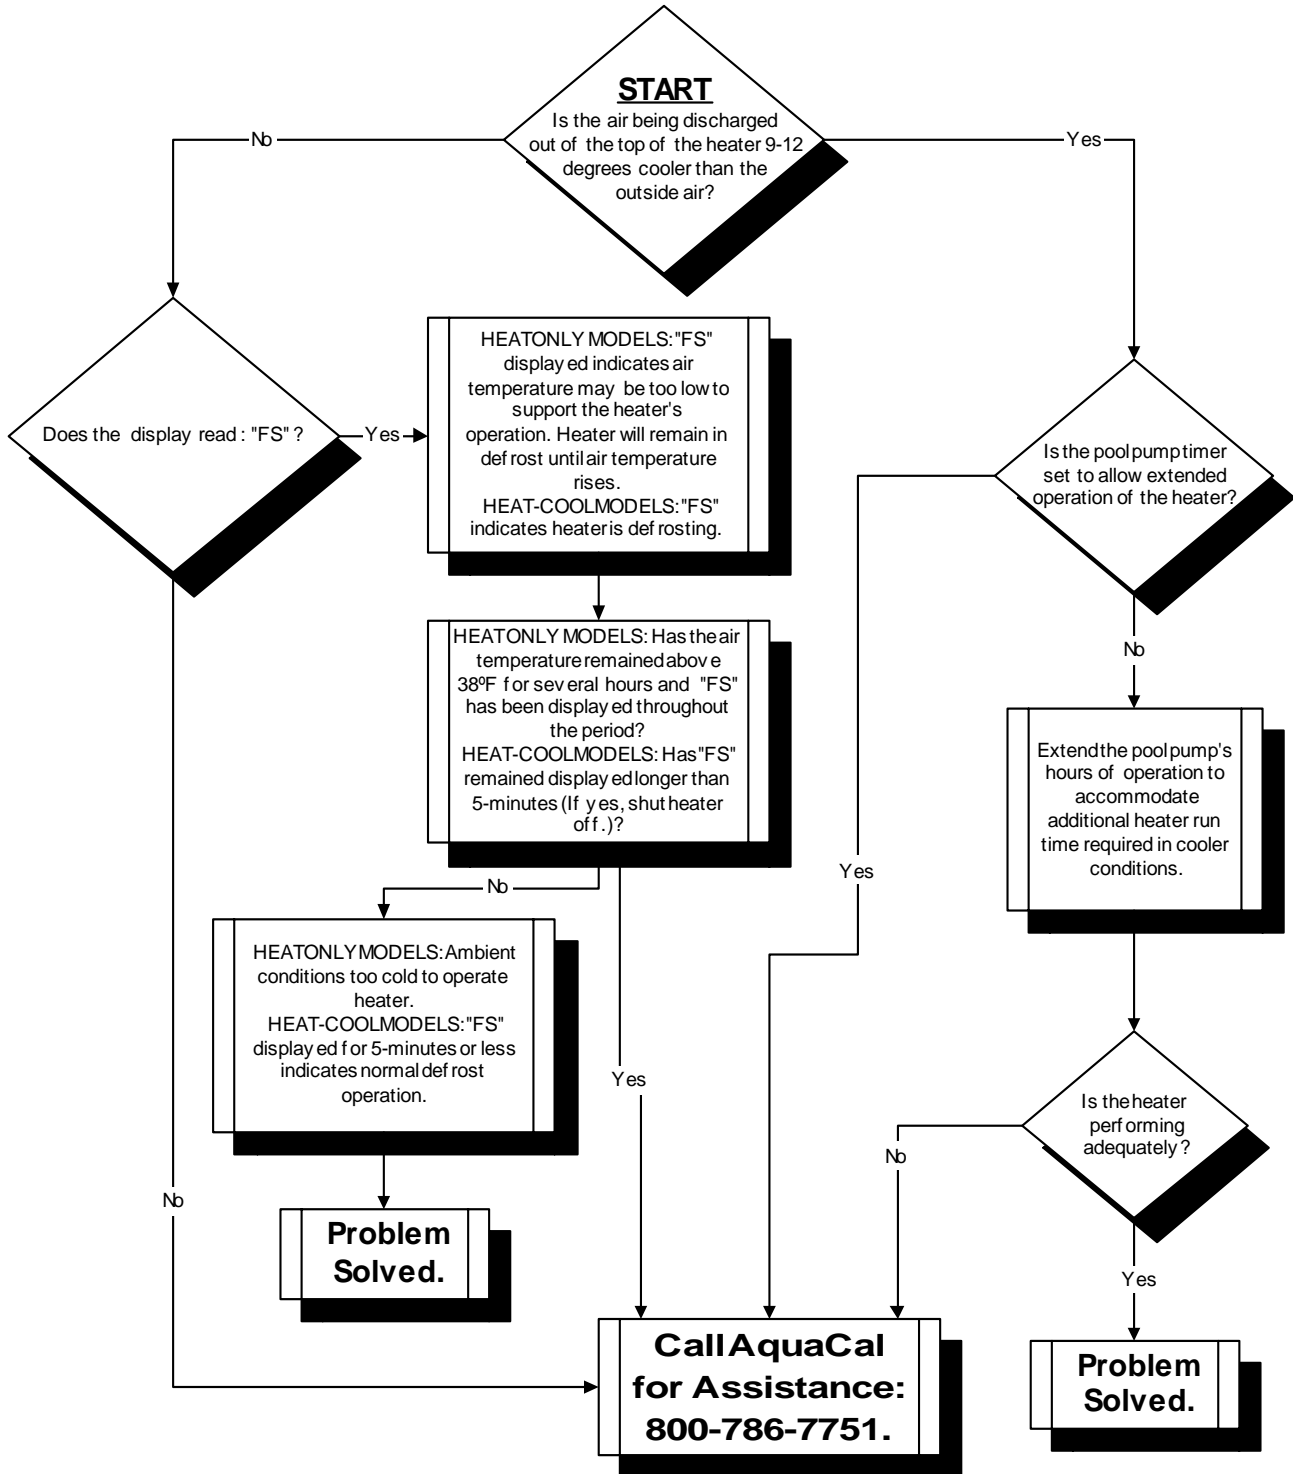 START
Is the air being discharged
out of the top of the heater 9-12
degrees cooler than the
outside air?
No
Yes
Does the display read: "FS"?
Yes
HEATONLY MODELS: "FS"
displayed indicates air
temperature may be too low to
support the heater's
operation. Heater will remain in
defrost until air temperature
rises.
HEAT-COOLMODELS: "FS"
indicates heater is defrosting.
Is the pool pump timer
set to allow extended
operation of the heater?
HEATONLY MODELS: Has the air
temperature remained above
38ºF for several hours and "FS"
has been displayed throughout
the period?
HEAT-COOLMODELS: Has "FS"
remained displayed longer than
5-minutes (If yes, shut heater
off.)?
No
Extend the pool pump's
hours of operation to
accommodate
additional heater run
time required in cooler
conditions.
Yes
No
HEATONLY MODELS: Ambient
conditions too cold to operate
heater.
HEAT-COOLMODELS: "FS"
displayed for 5-minutes or less
indicates normal defrost
operation.
Yes
Is the heater
performing
adequately?
No
No
Problem
Solved.
Yes
Call AquaCal
for Assistance:
800-786-7751.
Problem
Solved.